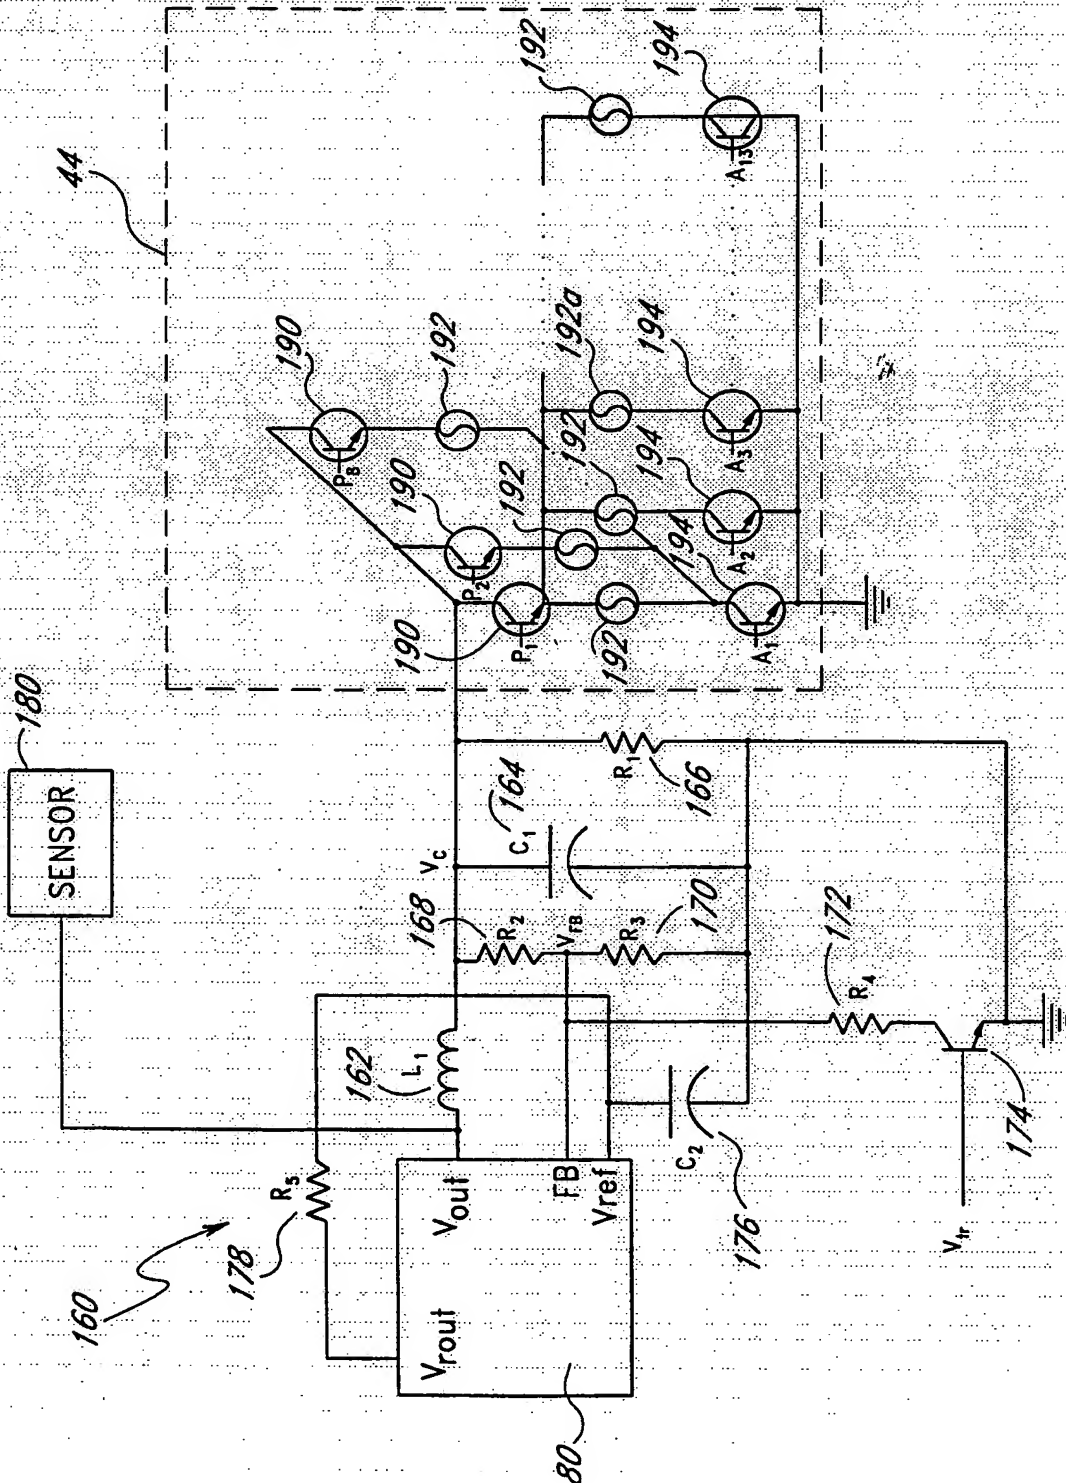 160
178
R5
Vrout
Vout
FB
Vref
80
162
L1
SENSOR
180
VC
168
R2
VFB
R3
170
C1
164
R1
166
C2
176
172
R4
Vtr
174
44
190
P1
192
A1
194
190
P2
192
192
A2
194
190
P8
192
192a
A3
194
192
A13
194